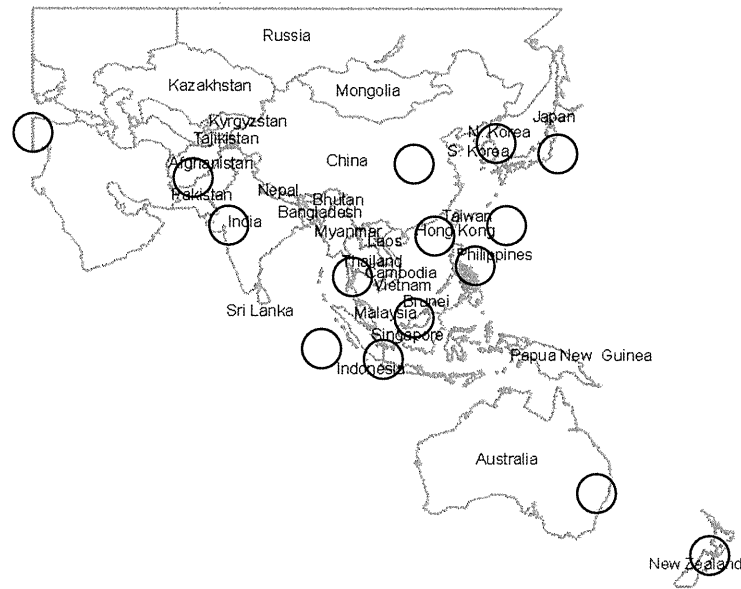 Russia
Kazakhstan
Mongolia
Japan
Kyrgyzstan
N. Korea
Tajikistan
S. Korea
China
Afghanistan
Nepal
Pakistan
Bhutan
Bangladesh
Taiwan
India
Myanmar
Hong Kong
Laos
Philippines
Thailand
Cambodia
Vietnam
Brunei
Sri Lanka
Malaysia
Singapore
Papua New Guinea
Indonesia
Australia
New Zealand